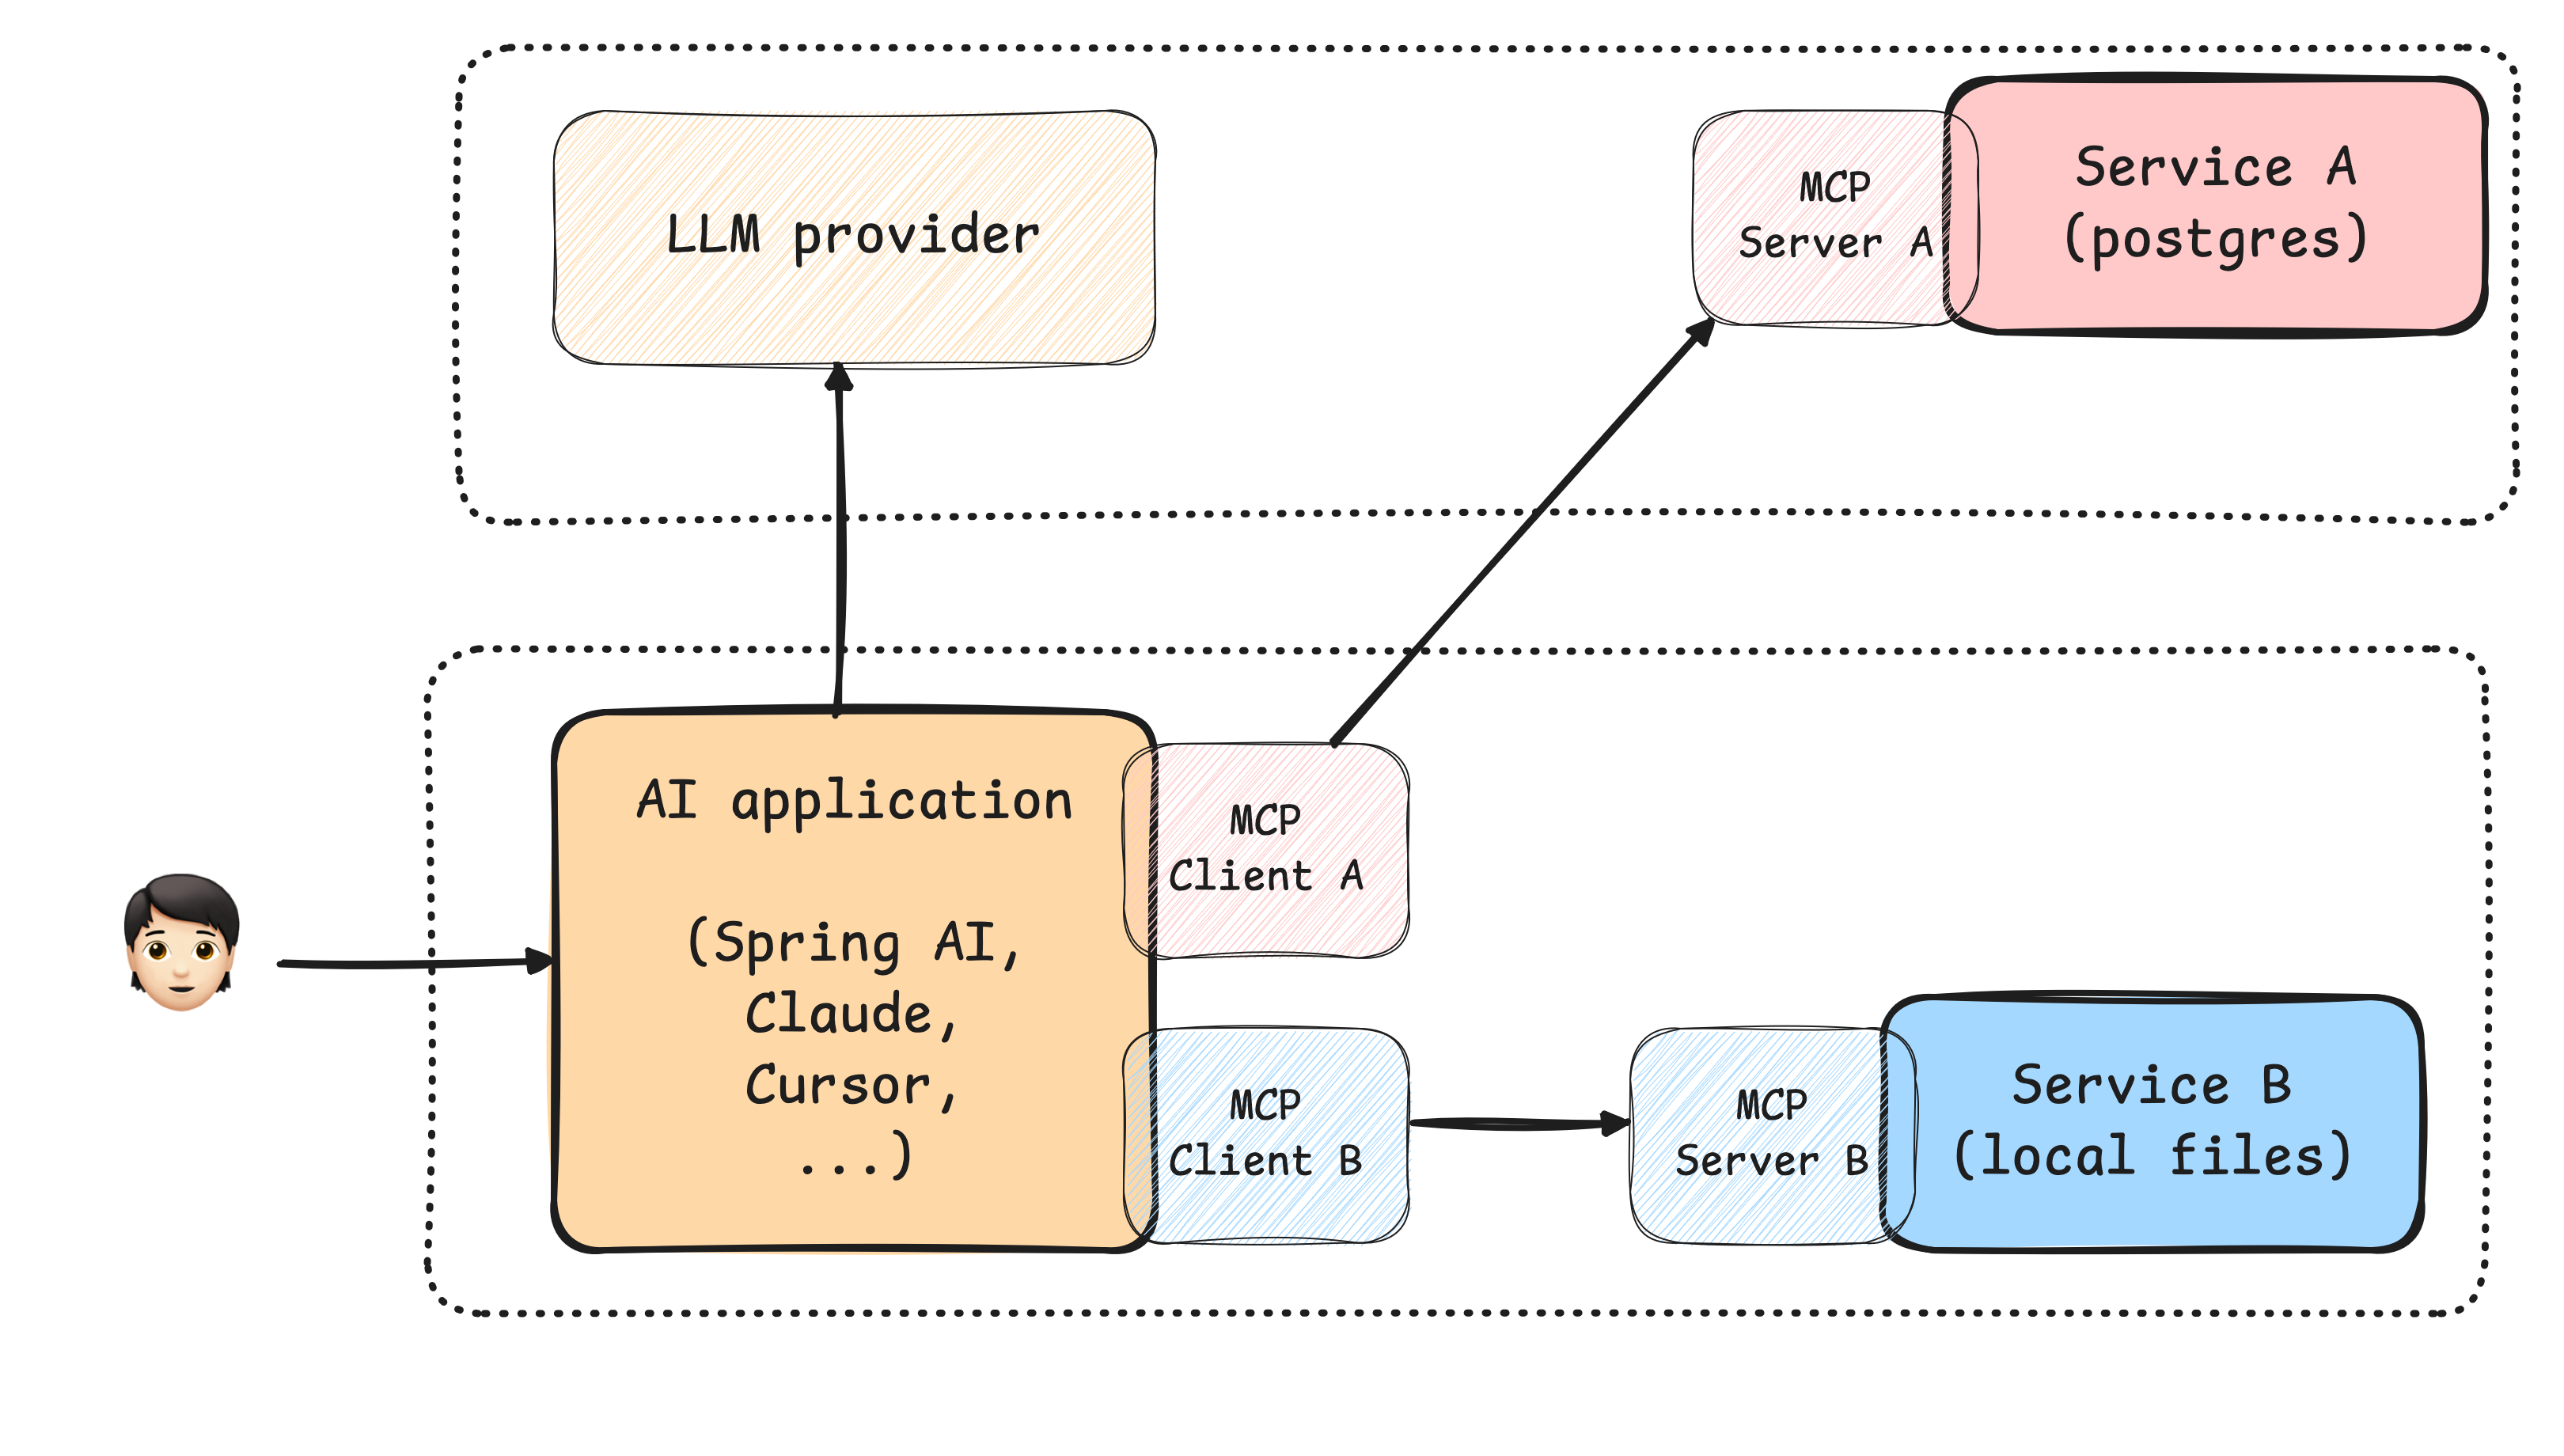 LLM provider
MCP
Server A
Service A
(postgres)
AI application
(Spring AI,
Claude,
Cursor,
...)
MCP
Client A
MCP
Client B
MCP
Server B
Service B
(local files)